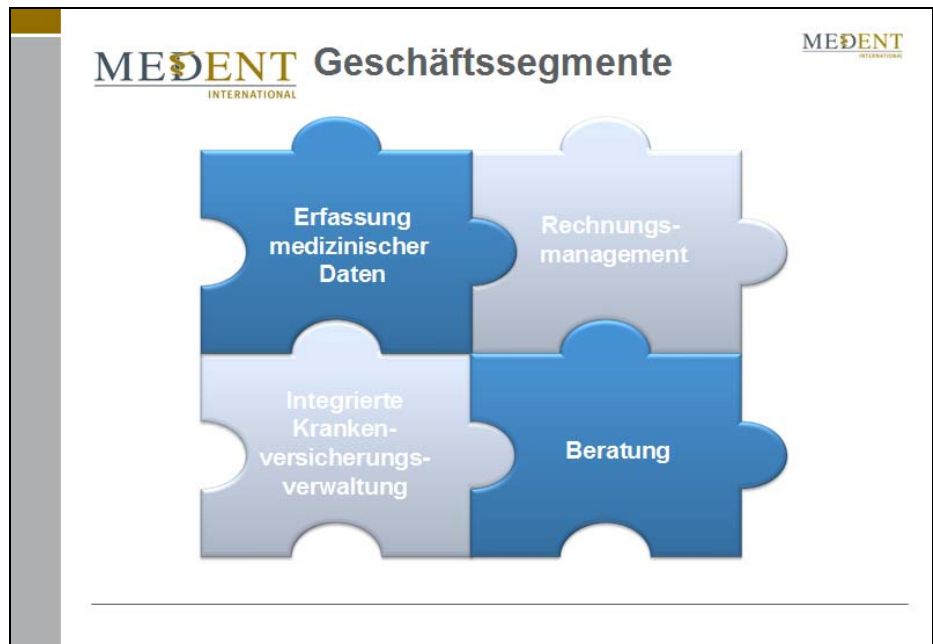 MEDENT Geschäftssegmente
INTERNATIONAL
MEDENT
INTERNATIONAL
Erfassung
medizinischer
Daten
Rechnungs-
management
Integrierte
Kranken-
versicherungs-
verwaltung
Beratung